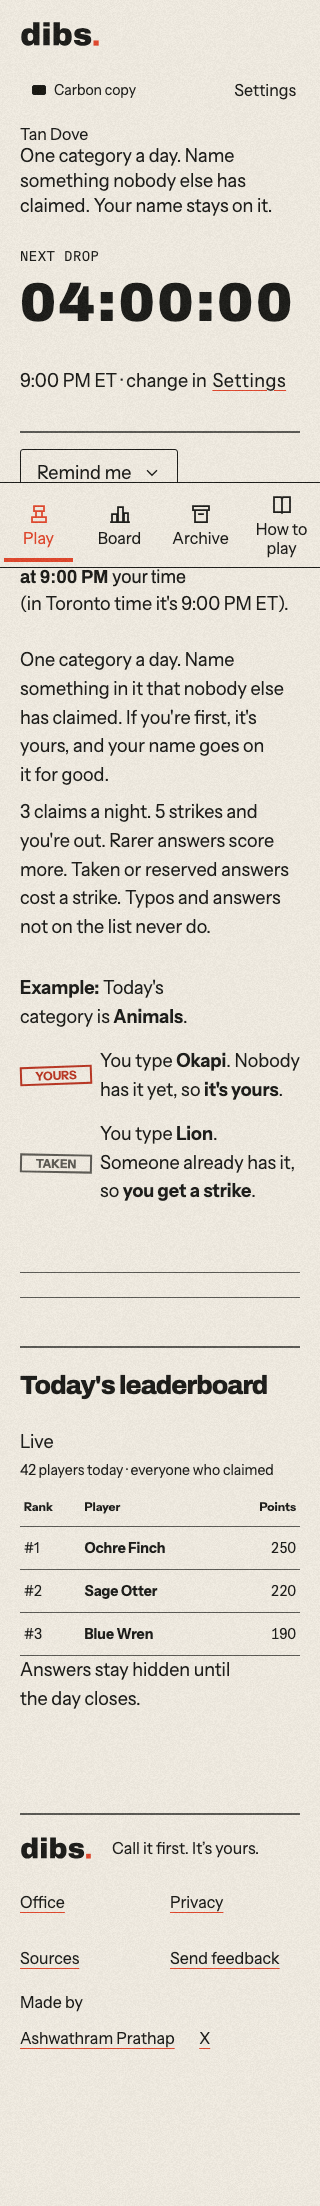 dibs.
Carbon copy
Settings
Tan Dove
One category a day. Name
something nobody else has
claimed. Your name stays on it.
NEXT DROP
04:00:00
9:00 PM ET · change in Settings
Remind me
Play
Board
Archive
How to
play
at 9:00 PM your time
(in Toronto time it's 9:00 PM ET).
One category a day. Name
something in it that nobody else
has claimed. If you're first, it's
yours, and your name goes on
it for good.
3 claims a night. 5 strikes and
you're out. Rarer answers score
more. Taken or reserved answers
cost a strike. Typos and answers
not on the list never do.
Example: Today's
category is Animals.
YOURS
You type Okapi. Nobody
has it yet, so it's yours.
TAKEN
You type Lion.
Someone already has it,
so you get a strike.
Today's leaderboard
Live
42 players today · everyone who claimed
Rank Player Points
#1 Ochre Finch 250
#2 Sage Otter 220
#3 Blue Wren 190
Answers stay hidden until
the day closes.
dibs. Call it first. It's yours.
Office Privacy
Sources Send feedback
Made by
Ashwathram Prathap X